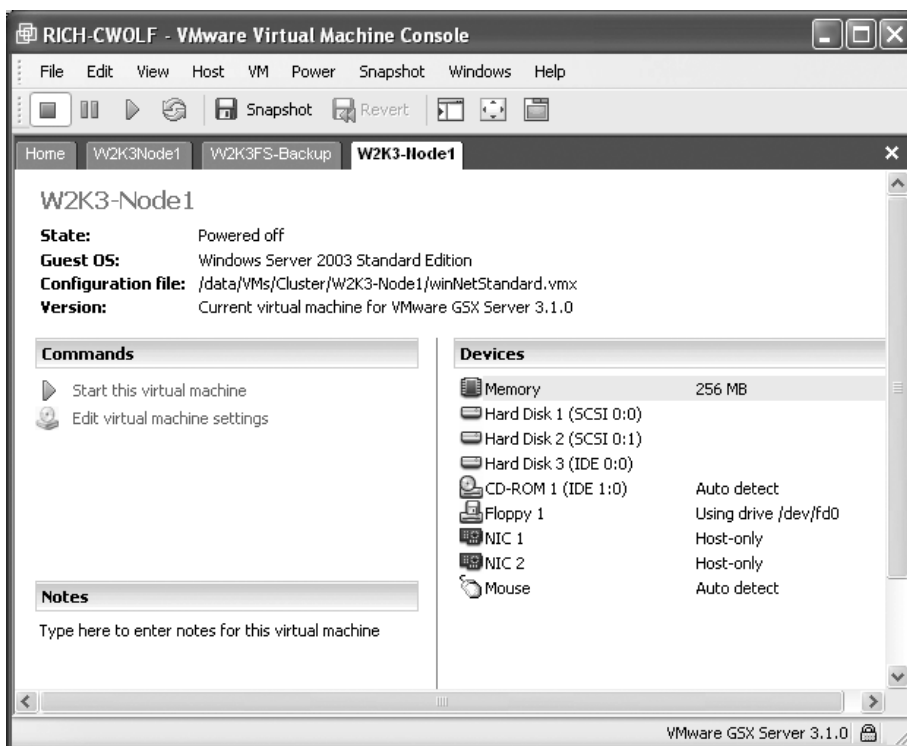 RICH-CWOLF - VMware Virtual Machine Console
File Edit View Host VM Power Snapshot Windows Help
Snapshot Revert
Home W2K3Node1 W2K3FS-Backup W2K3-Node1
W2K3-Node1
State: Powered off
Guest OS: Windows Server 2003 Standard Edition
Configuration file: /data/VMs/Cluster/W2K3-Node1/winNetStandard.vmx
Version: Current virtual machine for VMware GSX Server 3.1.0
Commands
Start this virtual machine
Edit virtual machine settings
Devices
Memory 256 MB
Hard Disk 1 (SCSI 0:0)
Hard Disk 2 (SCSI 0:1)
Hard Disk 3 (IDE 0:0)
CD-ROM 1 (IDE 1:0) Auto detect
Floppy 1 Using drive /dev/fd0
NIC 1 Host-only
NIC 2 Host-only
Mouse Auto detect
Notes
Type here to enter notes for this virtual machine
VMware GSX Server 3.1.0